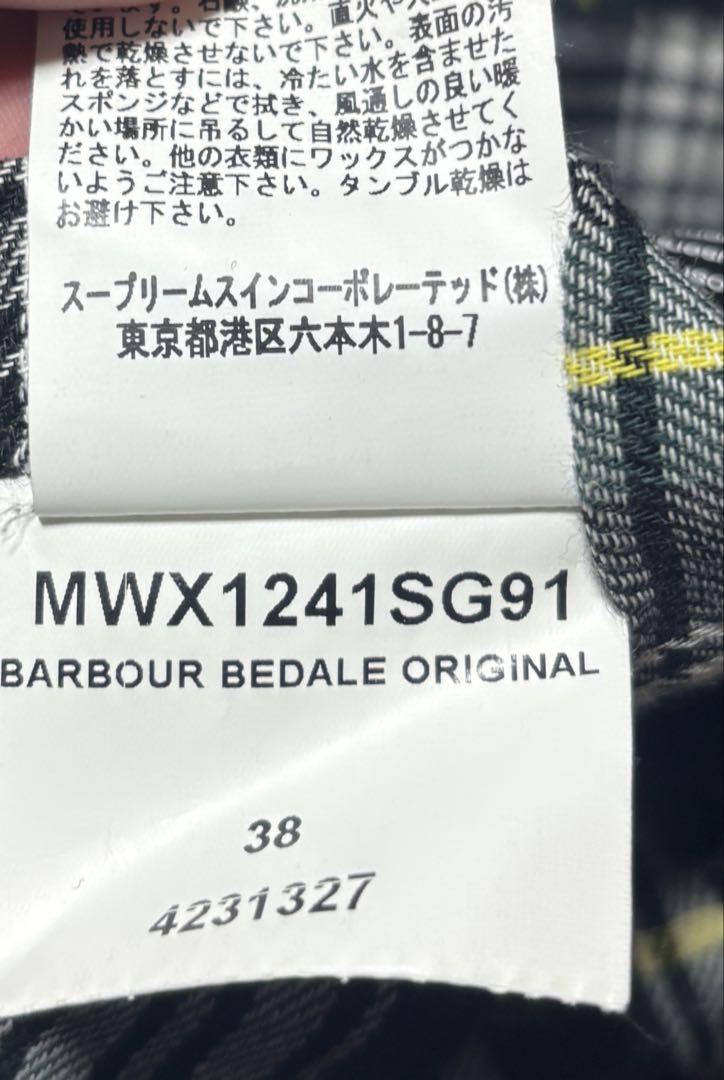 使用しないで下さい。直火や
熱で乾燥させないで下さい。表面の汚
れを落とすには、冷たい水を含ませた
スポンジなどで拭き、風通しの良い暖
かい場所に吊るして自然乾燥させてく
ださい。他の衣類にワックスがつかな
いようご注意下さい。タンブル乾燥は
お避け下さい。
スープリームスインコーポレーテッド(株)
東京都港区六本木1-8-7
MWX1241SG91
BARBOUR BEDALE ORIGINAL
38
4231327